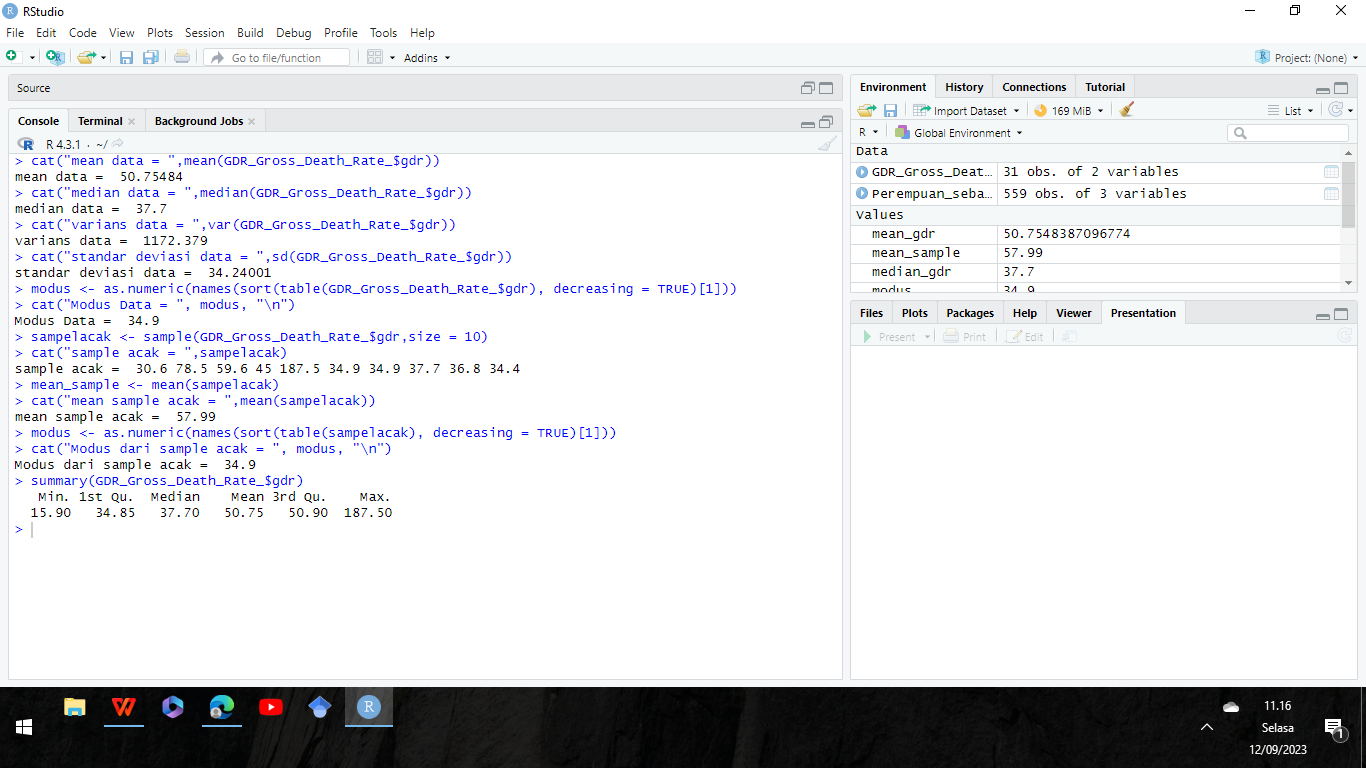 RStudio
File Edit Code View Plots Session Build Debug Profile Tools Help
Go to file/function Addins Project: (None)
Source
Console Terminal Background Jobs
R 4.3.1 · ~/
> cat("mean data = ",mean(GDR_Gross_Death_Rate_$gdr))
mean data =  50.75484
> cat("median data = ",median(GDR_Gross_Death_Rate_$gdr))
median data =  37.7
> cat("varians data = ",var(GDR_Gross_Death_Rate_$gdr))
varians data =  1172.379
> cat("standar deviasi data = ",sd(GDR_Gross_Death_Rate_$gdr))
standar deviasi data =  34.24001
> modus <- as.numeric(names(sort(table(GDR_Gross_Death_Rate_$gdr), decreasing = TRUE)[1]))
> cat("Modus Data = ", modus, "\n")
Modus Data =  34.9
> sampelacak <- sample(GDR_Gross_Death_Rate_$gdr,size = 10)
> cat("sample acak = ",sampelacak)
sample acak =  30.6 78.5 59.6 45 187.5 34.9 34.9 37.7 36.8 34.4
> mean_sample <- mean(sampelacak)
> cat("mean sample acak = ",mean(sampelacak))
mean sample acak =  57.99
> modus <- as.numeric(names(sort(table(sampelacak), decreasing = TRUE)[1]))
> cat("Modus dari sample acak = ", modus, "\n")
Modus dari sample acak =  34.9
> summary(GDR_Gross_Death_Rate_$gdr)
   Min. 1st Qu.  Median    Mean 3rd Qu.    Max.
  15.90   34.85   37.70   50.75   50.90  187.50
>
Environment History Connections Tutorial
Import Dataset 169 MiB List
R Global Environment
Data
GDR_Gross_Deat… 31 obs. of 2 variables
Perempuan_seba… 559 obs. of 3 variables
Values
mean_gdr 50.7548387096774
mean_sample 57.99
median_gdr 37.7
modus 34.9
Files Plots Packages Help Viewer Presentation
Present Print Edit
11.16
Selasa
12/09/2023
1